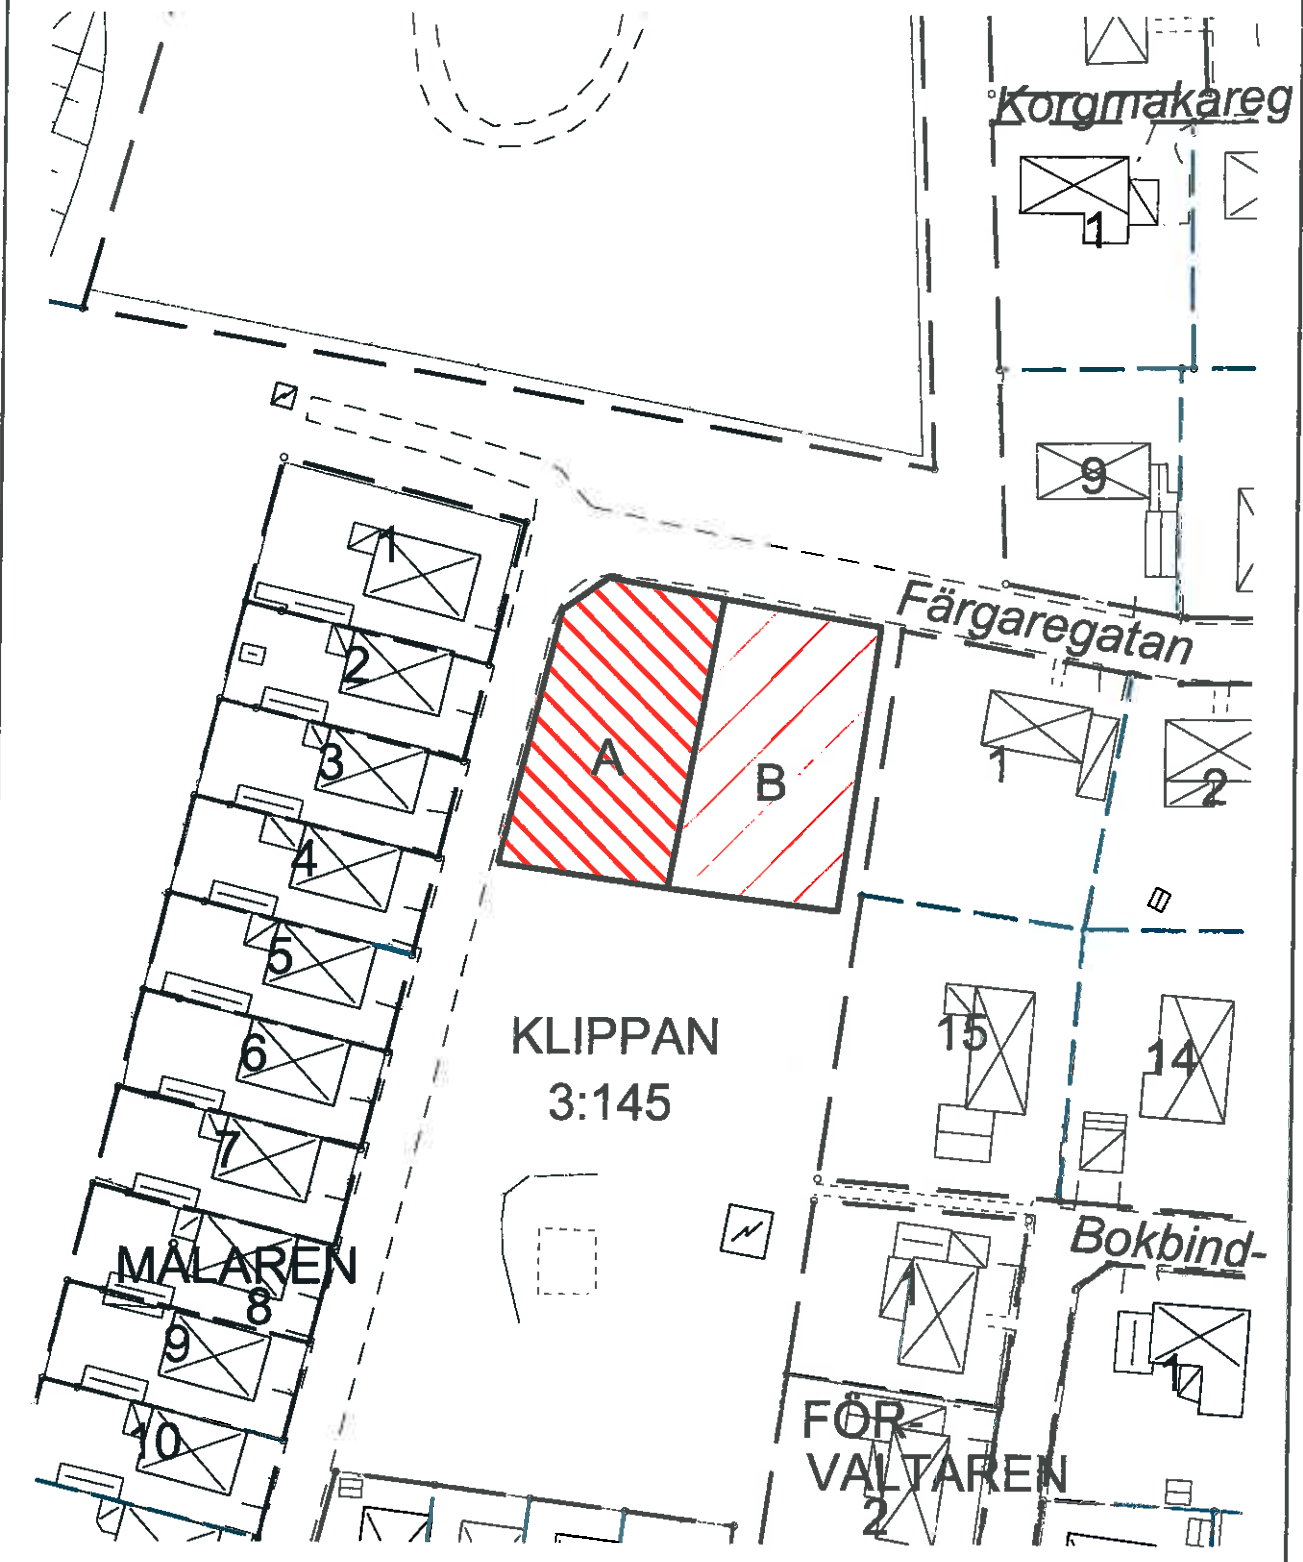 Korgmakareg
1
9
1
Färgaregatan
2
3
A
B
1
2
4
5
KLIPPAN
3:145
15
14
6
7
MÅLAREN
8
Bokbind-
1
9
1
10
FÖR-
VALTAREN
2